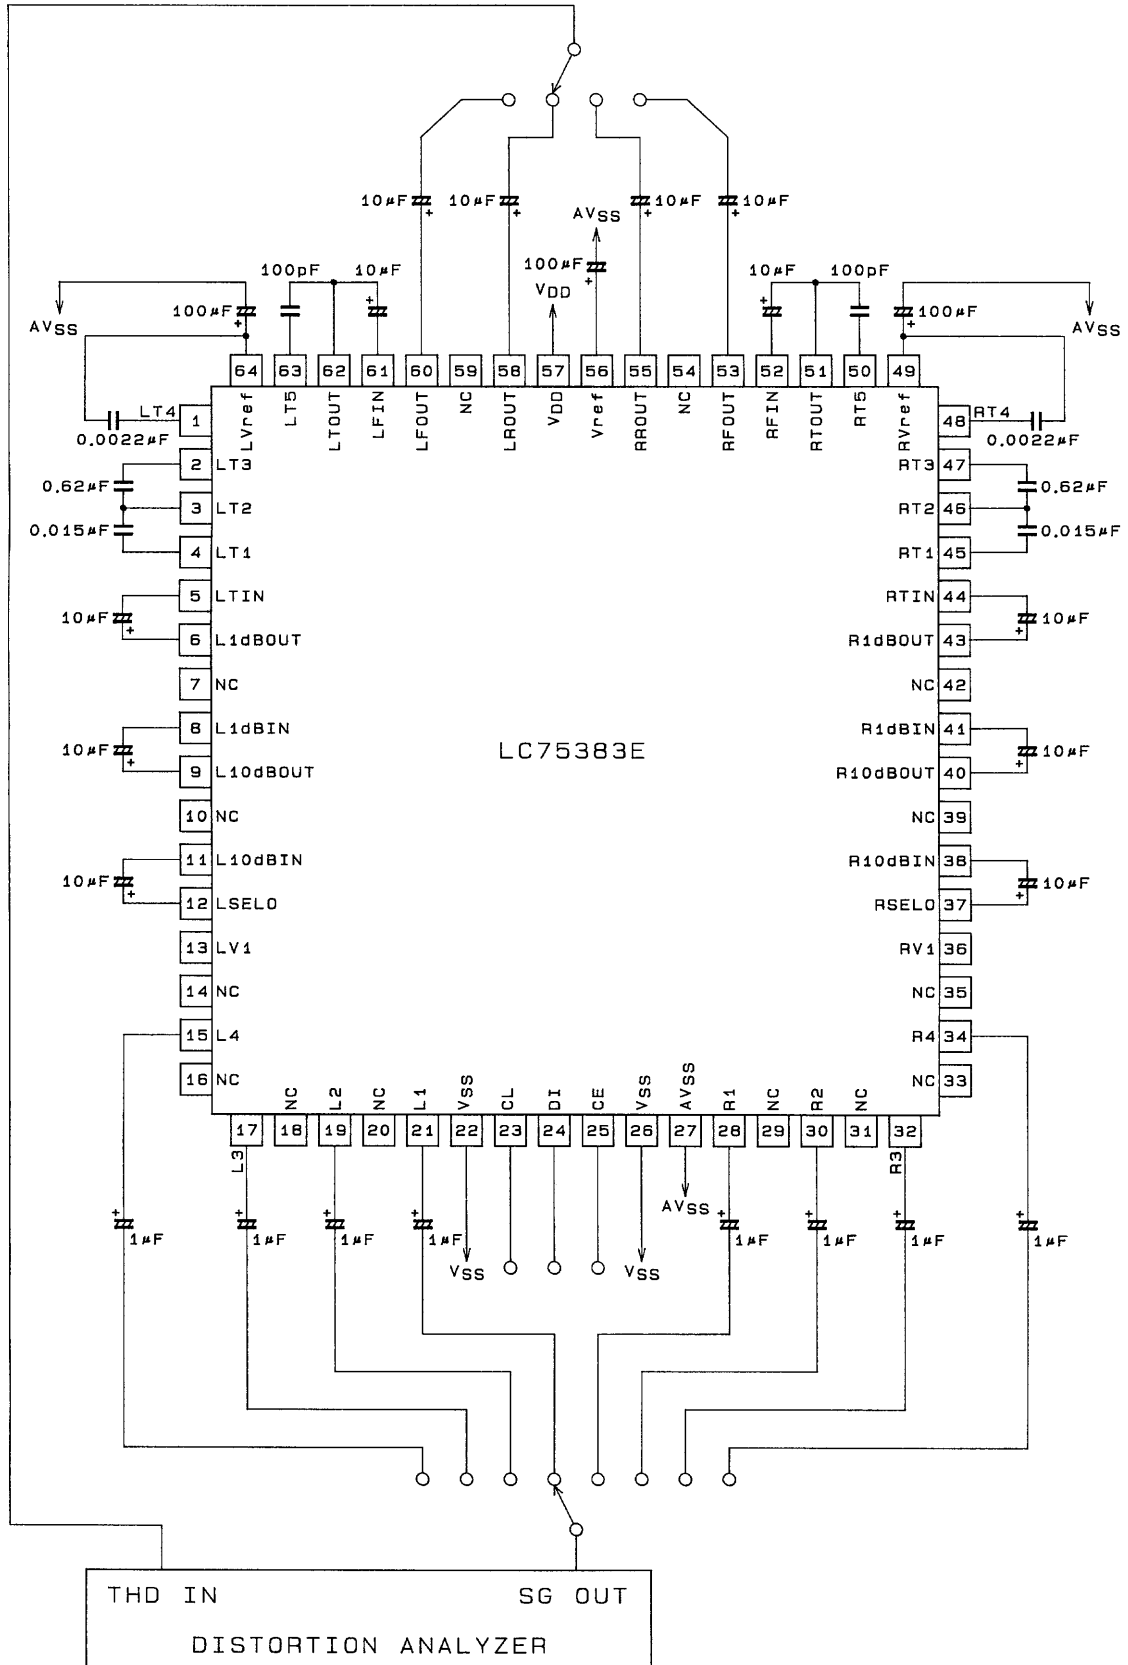 10µF
10µF
AVSS
10µF
10µF
100pF
10µF
100µF
VDD
10µF
100pF
AVSS
100µF
100µF
AVSS
64 63 62 61 60 59 58 57 56 55 54 53 52 51 50 49
LVref LT5 LTOUT LFIN LFOUT NC LROUT VDD Vref RROUT NC RFOUT RFIN RTOUT RT5 RVref
LT4 1
48 RT4
0.0022µF
0.0022µF
2 LT3
RT3 47
0.62µF
0.62µF
3 LT2
RT2 46
0.015µF
0.015µF
4 LT1
RT1 45
5 LTIN
RTIN 44
10µF
10µF
6 L1dBOUT
R1dBOUT 43
7 NC
NC 42
8 L1dBIN
R1dBIN 41
10µF
LC75383E
10µF
9 L10dBOUT
R10dBOUT 40
10 NC
NC 39
11 L10dBIN
R10dBIN 38
10µF
10µF
12 LSELO
RSELO 37
13 LV1
RV1 36
14 NC
NC 35
15 L4
R4 34
16 NC
NC 33
NC L2 NC L1 VSS CL DI CE VSS AVSS R1 NC R2 NC
17 18 19 20 21 22 23 24 25 26 27 28 29 30 31 32
L3
R3
AVSS
1µF 1µF 1µF 1µF 1µF 1µF 1µF 1µF
VSS
VSS
THD IN
SG OUT
DISTORTION ANALYZER